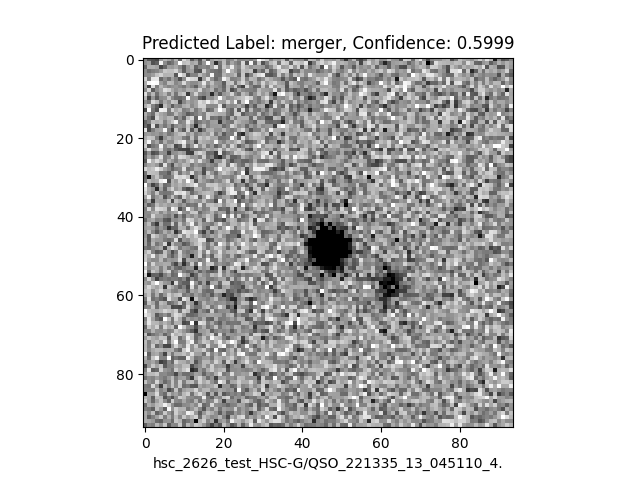 Predicted Label: merger, Confidence: 0.5999
0
20
40
60
80
0 20 40 60 80
hsc_2626_test_HSC-G/QSO_221335_13_045110_4.